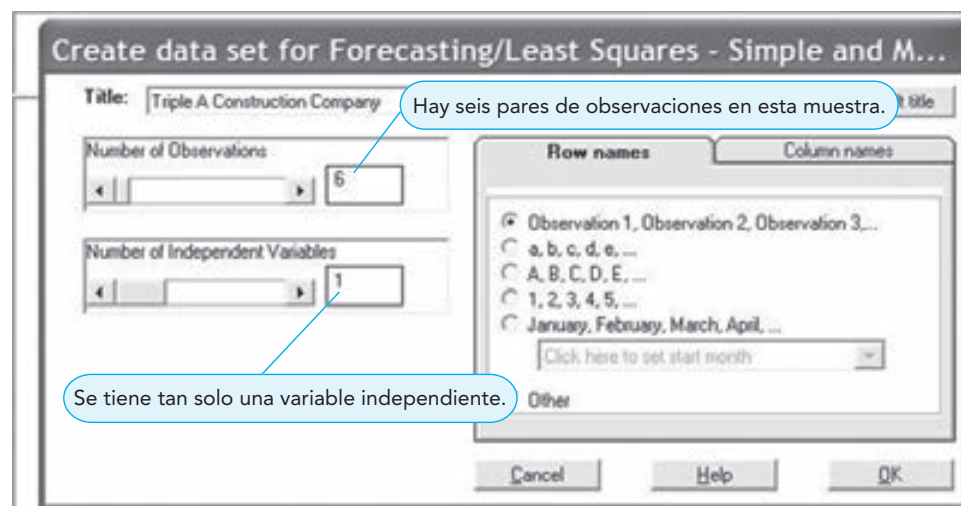 Create data set for Forecasting/Least Squares - Simple and M...
Title: Triple A Construction Company
Hay seis pares de observaciones en esta muestra.
title
Number of Observations
6
Number of Independent Variables
1
Se tiene tan solo una variable independiente.
Row names
Column names
Observation 1, Observation 2, Observation 3,...
a, b, c, d, e, ...
A, B, C, D, E, ...
1, 2, 3, 4, 5, ...
January, February, March, April, ...
Click here to set start month
Other
Cancel
Help
OK